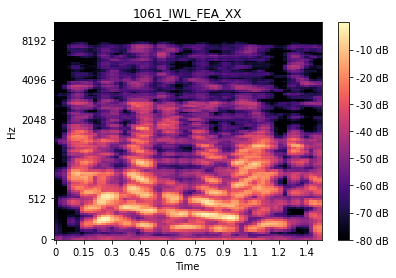 1061_IWL_FEA_XX
8192
4096
2048
1024
512
0
Hz
0 0.15 0.3 0.45 0.6 0.75 0.9 1.1 1.2 1.4
Time
-10 dB
-20 dB
-30 dB
-40 dB
-50 dB
-60 dB
-70 dB
-80 dB